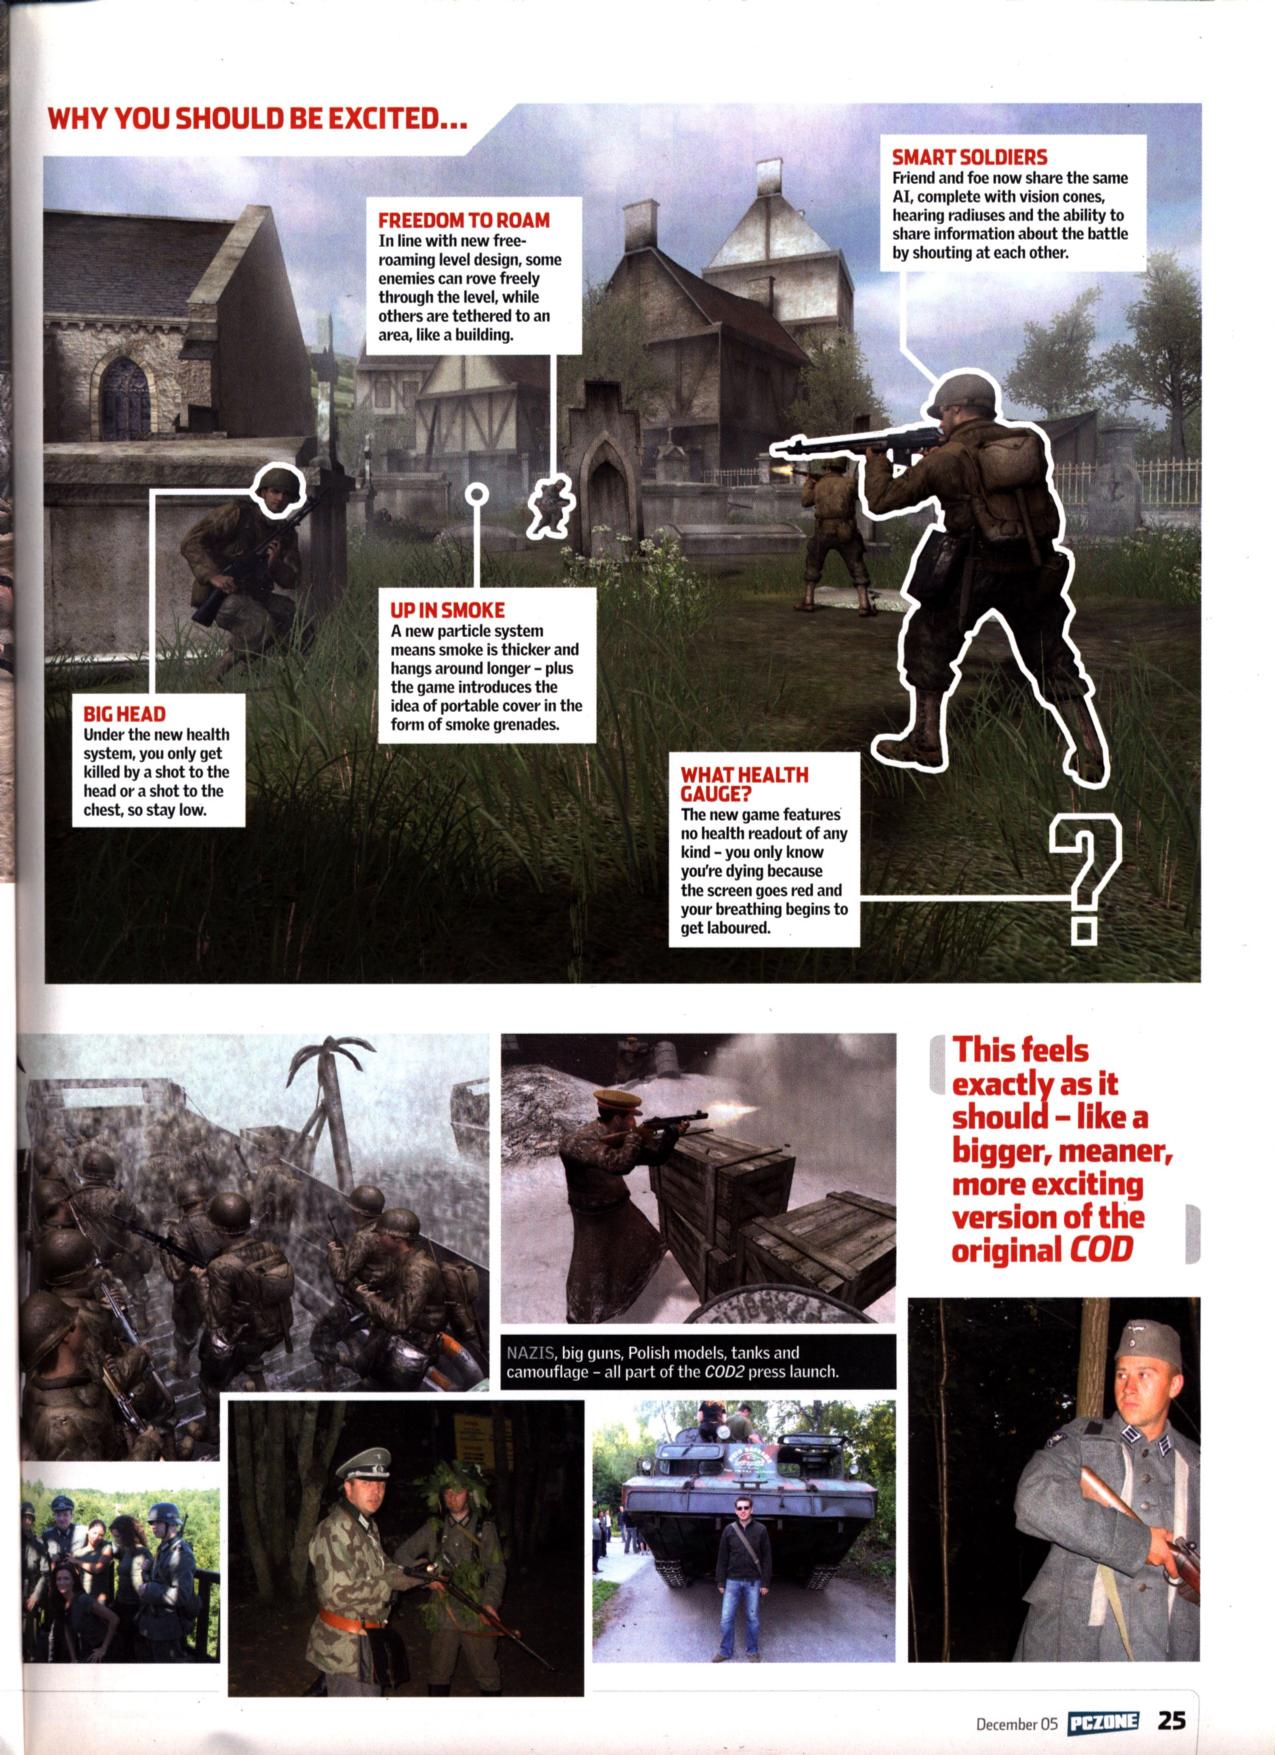 WHY YOU SHOULD BE EXCITED...
SMART SOLDIERS
Friend and foe now share the same
AI, complete with vision cones,
hearing radiuses and the ability to
share information about the battle
by shouting at each other.
FREEDOM TO ROAM
In line with new free-
roaming level design, some
enemies can rove freely
through the level, while
others are tethered to an
area, like a building.
UP IN SMOKE
A new particle system
means smoke is thicker and
hangs around longer – plus
the game introduces the
idea of portable cover in the
form of smoke grenades.
BIG HEAD
Under the new health
system, you only get
killed by a shot to the
head or a shot to the
chest, so stay low.
WHAT HEALTH
GAUGE?
The new game features
no health readout of any
kind – you only know
you're dying because
the screen goes red and
your breathing begins to
get laboured.
?
This feels
exactly as it
should – like a
bigger, meaner,
more exciting
version of the
original COD
NAZIS, big guns, Polish models, tanks and
camouflage – all part of the COD2 press launch.
December 05 PCZONE 25